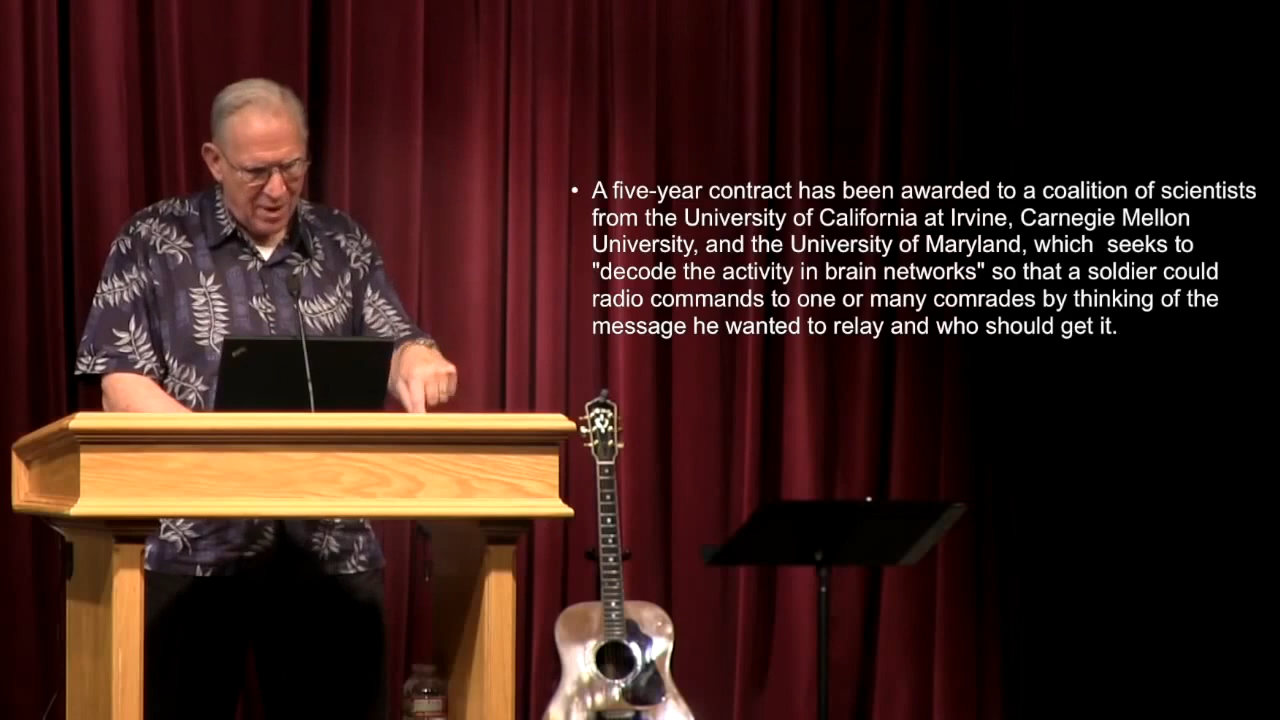 • A five-year contract has been awarded to a coalition of scientists
from the University of California at Irvine, Carnegie Mellon
University, and the University of Maryland, which  seeks to
"decode the activity in brain networks" so that a soldier could
radio commands to one or many comrades by thinking of the
message he wanted to relay and who should get it.